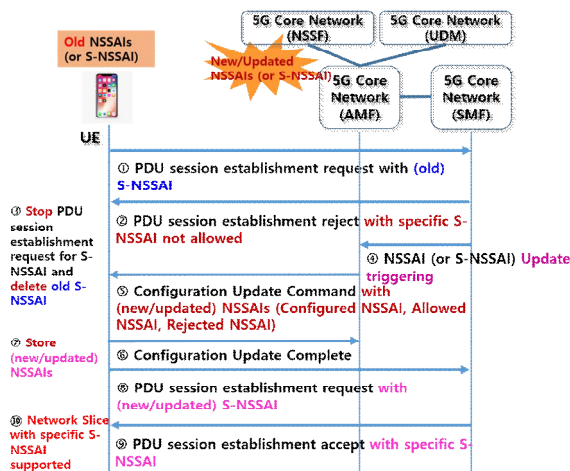 5G Core Network
(NSSF)
5G Core Network
(UDM)
Old NSSAIs
(or S-NSSAI)
New/Updated
NSSAIs (or S-NSSAI)
5G Core
Network
(AMF)
5G Core
Network
(SMF)
UE
① PDU session establishment request with (old)
S-NSSAI
② PDU session establishment reject with specific S-
NSSAI not allowed
③ Stop PDU
session
establishment
request for S-
NSSAI and
delete old S-
NSSAI
④ NSSAI (or S-NSSAI) Update
triggering
⑤ Configuration Update Command with
(new/updated) NSSAIs (Configured NSSAI, Allowed
NSSAI, Rejected NSSAI)
⑦ Store
(new/updated)
NSSAIs
⑥ Configuration Update Complete
⑧ PDU session establishment request with
(new/updated) S-NSSAI
⑩ Network Slice
with specific S-
NSSAI
supported
⑨ PDU session establishment accept with specific S-
NSSAI